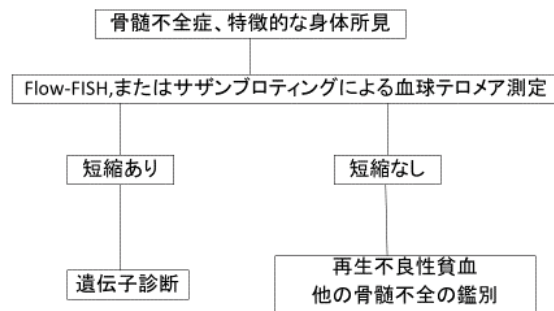 骨髄不全症、特徴的な身体所見
Flow-FISH,またはサザンブロティングによる血球テロメア測定
短縮あり
短縮なし
遺伝子診断
再生不良性貧血
他の骨髄不全の鑑別